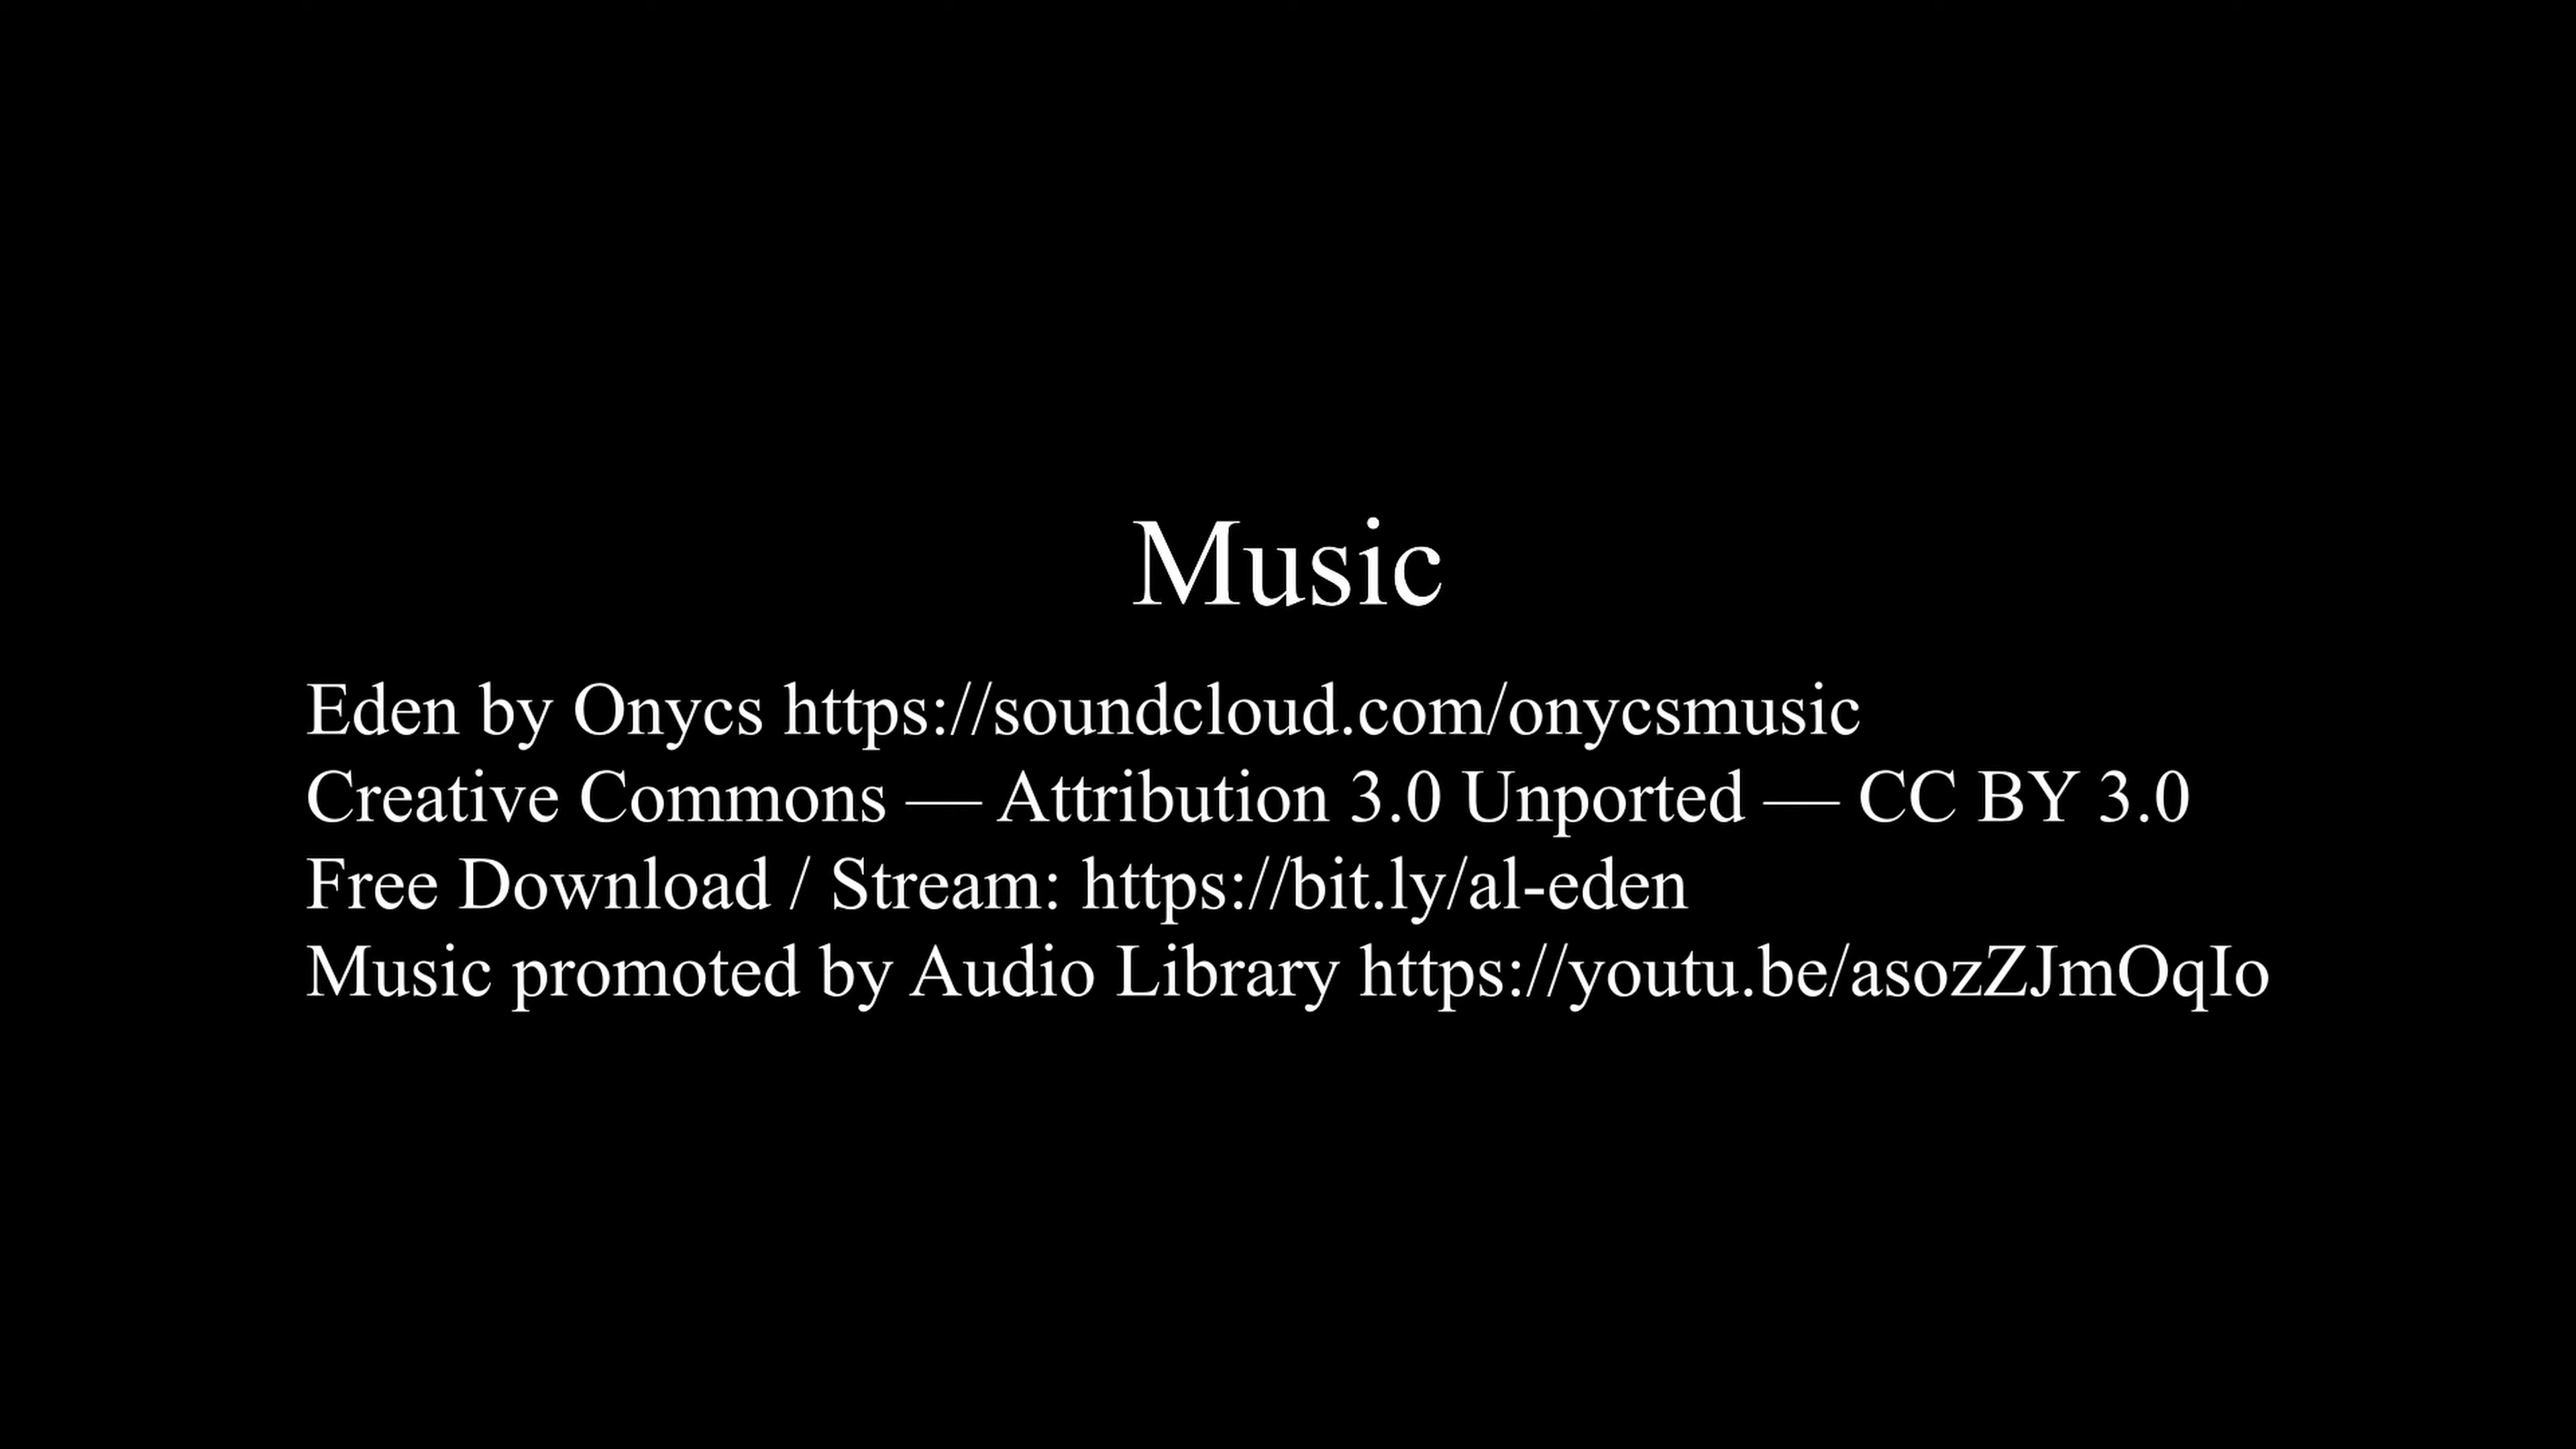 Music
Eden by Onycs https://soundcloud.com/onycsmusic
Creative Commons — Attribution 3.0 Unported — CC BY 3.0
Free Download / Stream: https://bit.ly/al-eden
Music promoted by Audio Library https://youtu.be/asozZJmOqIo